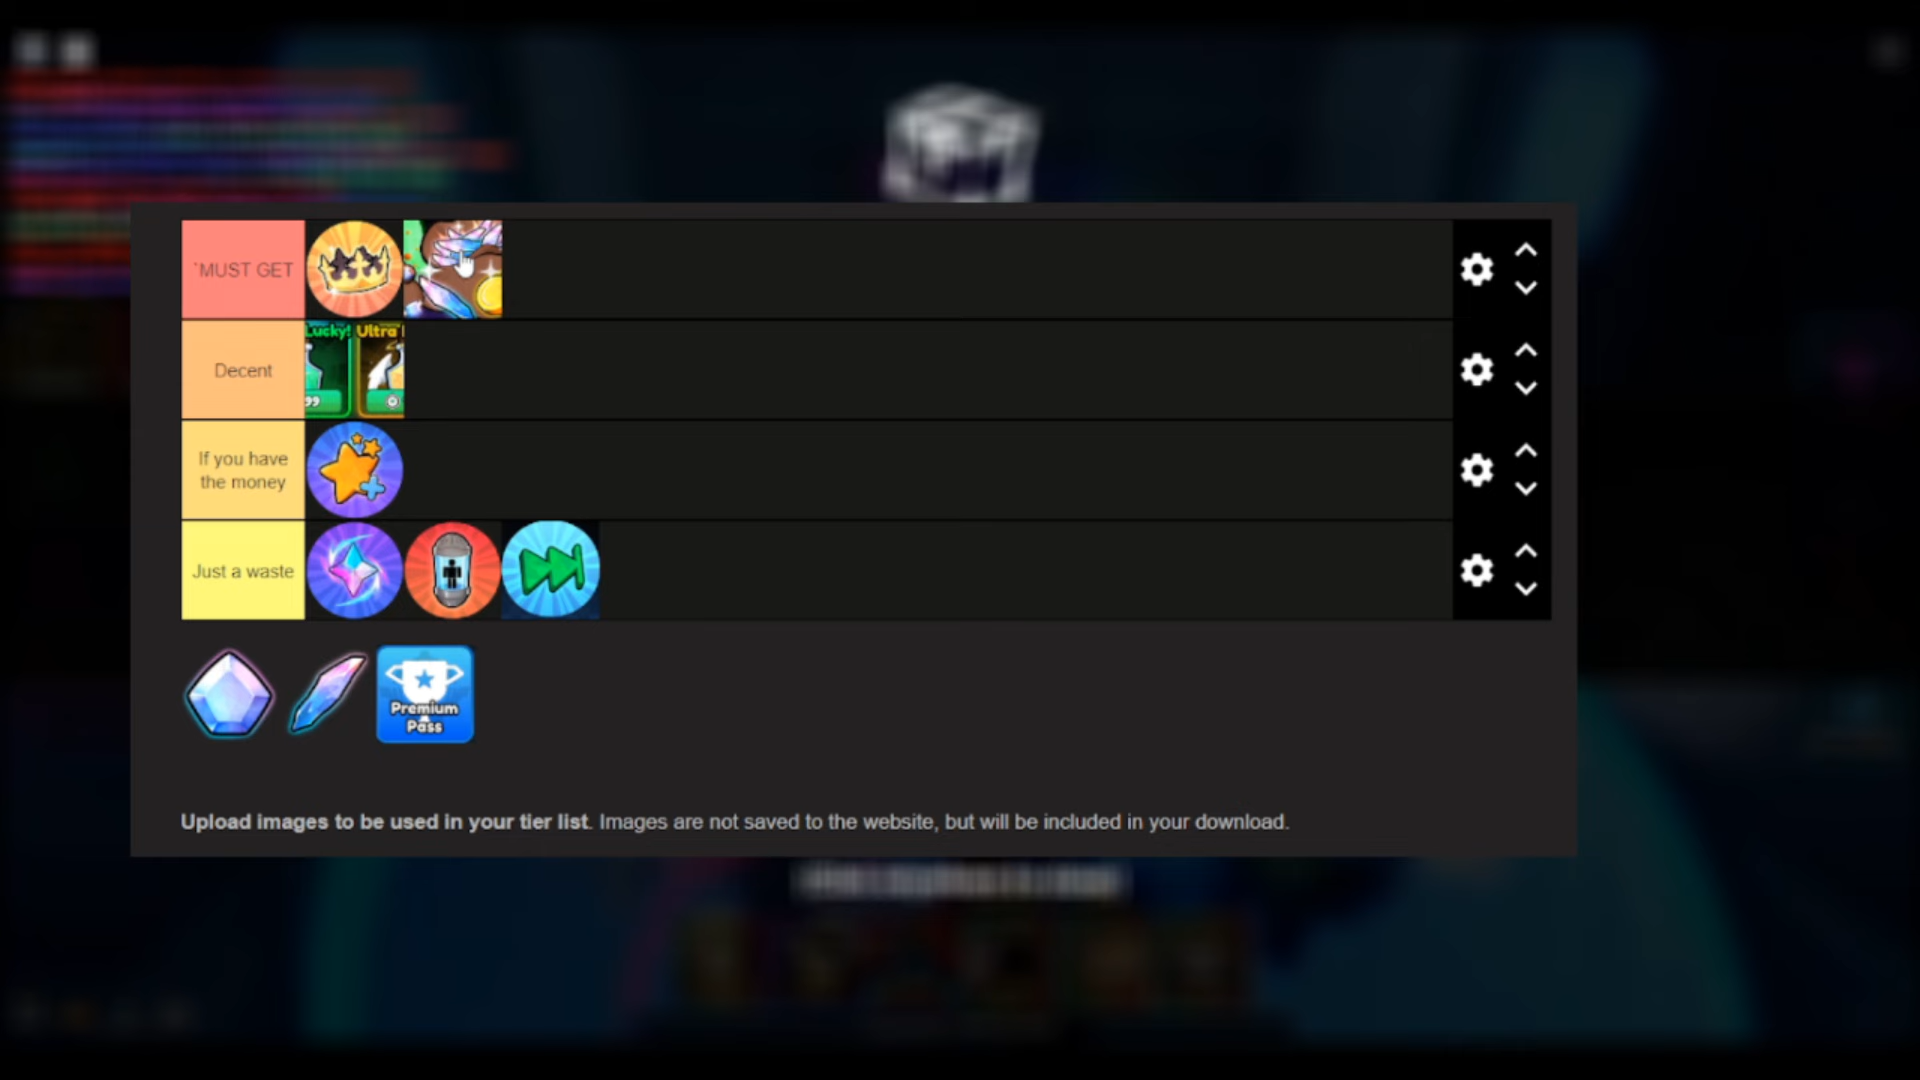 `MUST GET
Lucky! Ultra
99
Decent
If you have
the money
Just a waste
Premium
Pass
Upload images to be used in your tier list. Images are not saved to the website, but will be included in your download.